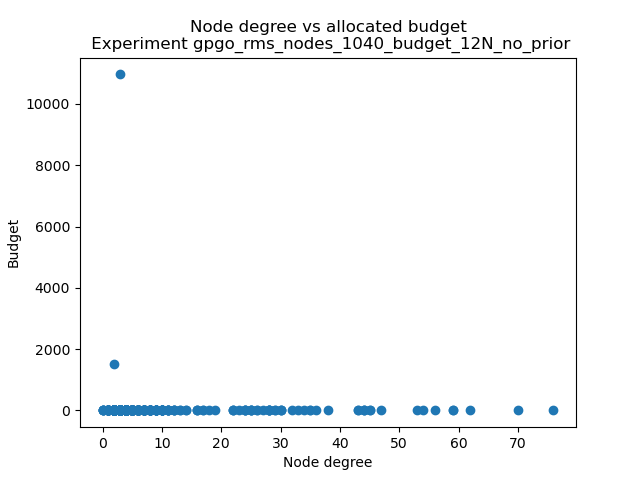 Node degree vs allocated budget
Experiment gpgo_rms_nodes_1040_budget_12N_no_prior
10000
8000
6000
4000
2000
0
Budget
0 10 20 30 40 50 60 70
Node degree